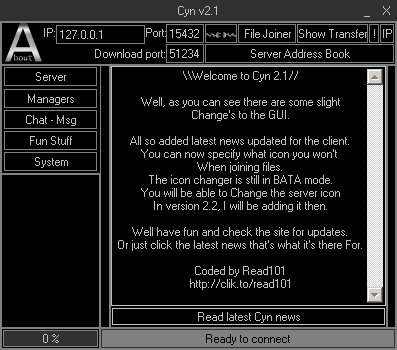 Cyn v2.1
_ X
About
IP: 127.0.0.1 Port: 15432 File Joiner Show Transfer ! IP
Download port: 51234 Server Address Book
Server
Managers
Chat - Msg
Fun Stuff
System
\\Welcome to Cyn 2.1//
Well, as you can see there are some slight
Change's to the GUI.
All so added latest news updated for the client.
You can now specify what icon you won't
When joining files.
The icon changer is still in BATA mode.
You will be able to Change the server icon
In version 2.2, I will be adding it then.
Well have fun and check the site for updates.
Or just click the latest news that's what it's there For.
Coded by Read101
http://clik.to/read101
Read latest Cyn news
0 %
Ready to connect